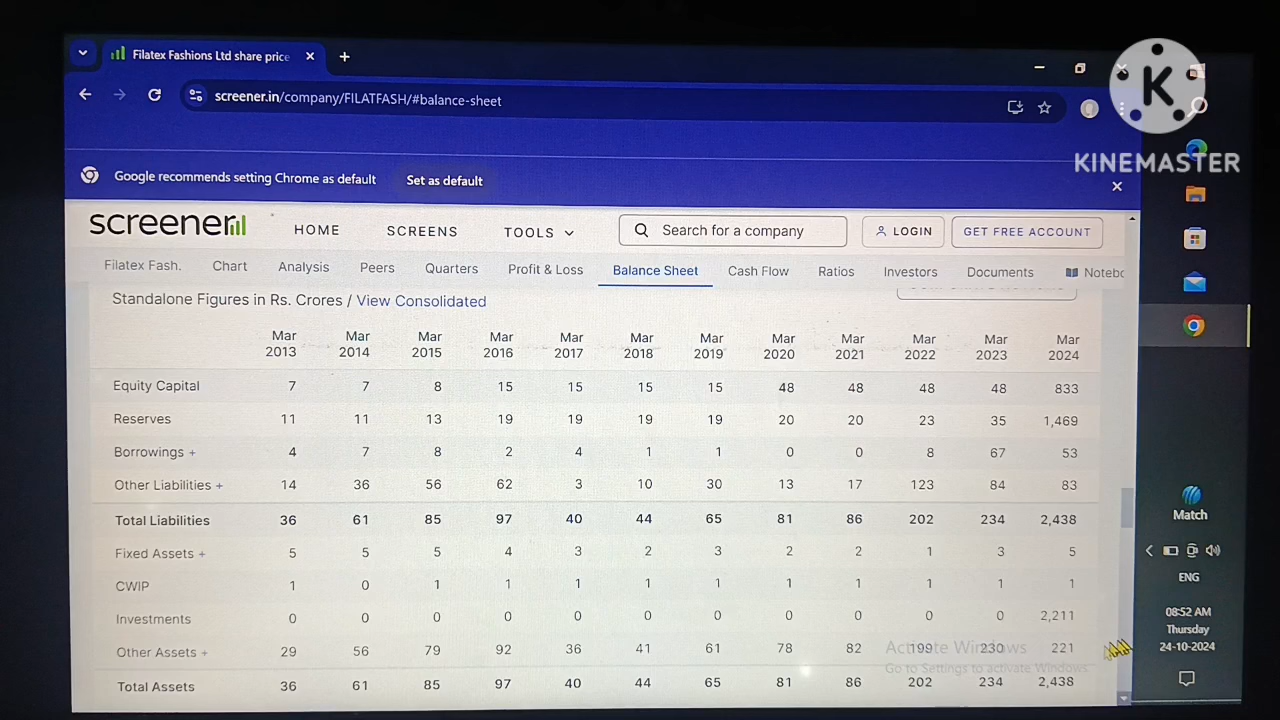 Filatex Fashions Ltd share price
screener.in/company/FILATFASH/#balance-sheet
K
KINEMASTER
Google recommends setting Chrome as default Set as default
screener HOME SCREENS TOOLS Search for a company LOGIN GET FREE ACCOUNT
Filatex Fash. Chart Analysis Peers Quarters Profit & Loss Balance Sheet Cash Flow Ratios Investors Documents Notebo
Standalone Figures in Rs. Crores / View Consolidated
Mar 2013 Mar 2014 Mar 2015 Mar 2016 Mar 2017 Mar 2018 Mar 2019 Mar 2020 Mar 2021 Mar 2022 Mar 2023 Mar 2024
Equity Capital 7 7 8 15 15 15 15 48 48 48 48 833
Reserves 11 11 13 19 19 19 19 20 20 23 35 1,469
Borrowings + 4 7 8 2 4 1 1 0 0 8 67 53
Other Liabilities + 14 36 56 62 3 10 30 13 17 123 84 83
Total Liabilities 36 61 85 97 40 44 65 81 86 202 234 2,438
Fixed Assets + 5 5 5 4 3 2 3 2 2 1 3 5
CWIP 1 0 1 1 1 1 1 1 1 1 1 1
Investments 0 0 0 0 0 0 0 0 0 0 0 2,211
Other Assets + 29 56 79 92 36 41 61 78 82 199 230 221
Total Assets 36 61 85 97 40 44 65 81 86 202 234 2,438
Activate Windows
Go to Settings to activate Windows.
Match
ENG
08:52 AM
Thursday
24-10-2024